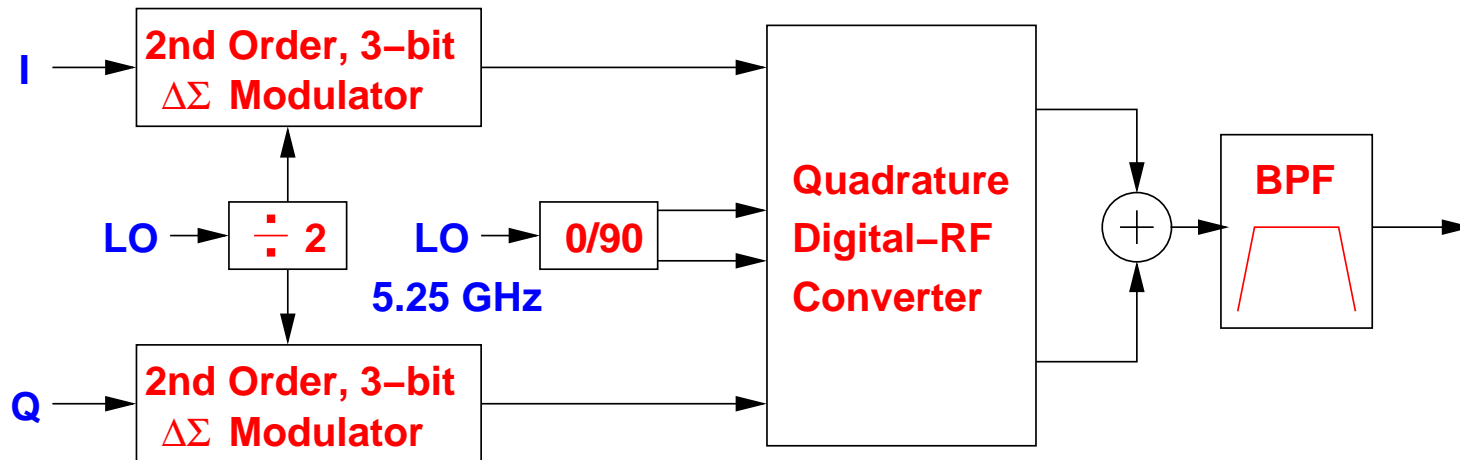 I
2nd Order, 3−bit
ΔΣ Modulator
LO
÷ 2
LO
5.25 GHz
0/90
Quadrature
Digital−RF
Converter
+
BPF
Q
2nd Order, 3−bit
ΔΣ Modulator